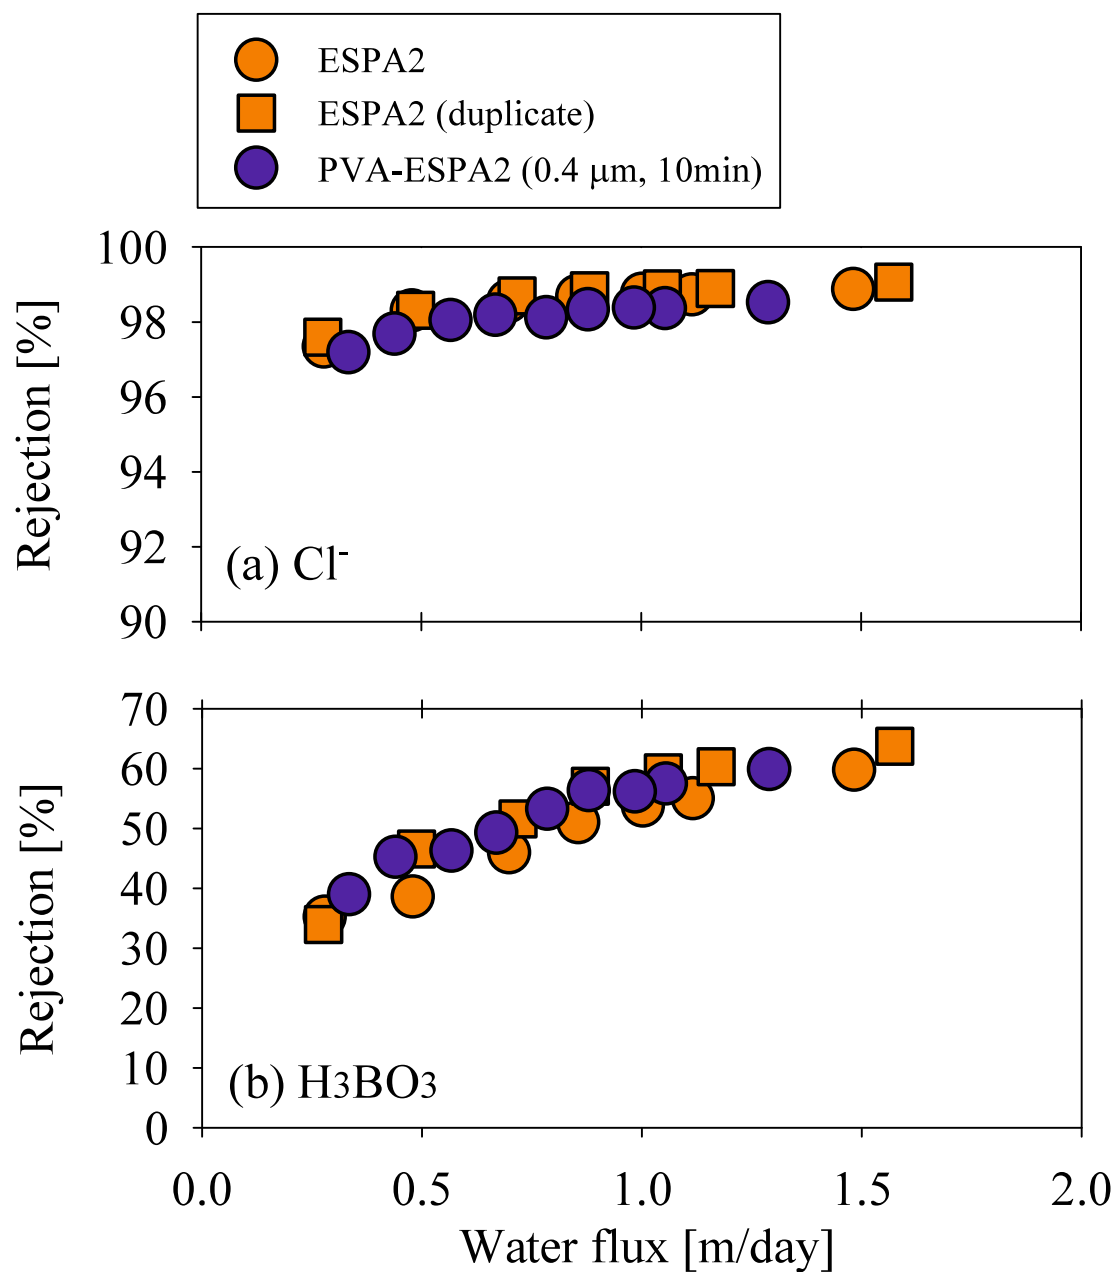 ESPA2
ESPA2 (duplicate)
PVA-ESPA2 (0.4 μm, 10min)
100
98
96
94
92
90
Rejection [%]
(a) Cl⁻
70
60
50
40
30
20
10
0
Rejection [%]
(b) H3BO3
0.0 0.5 1.0 1.5 2.0
Water flux [m/day]